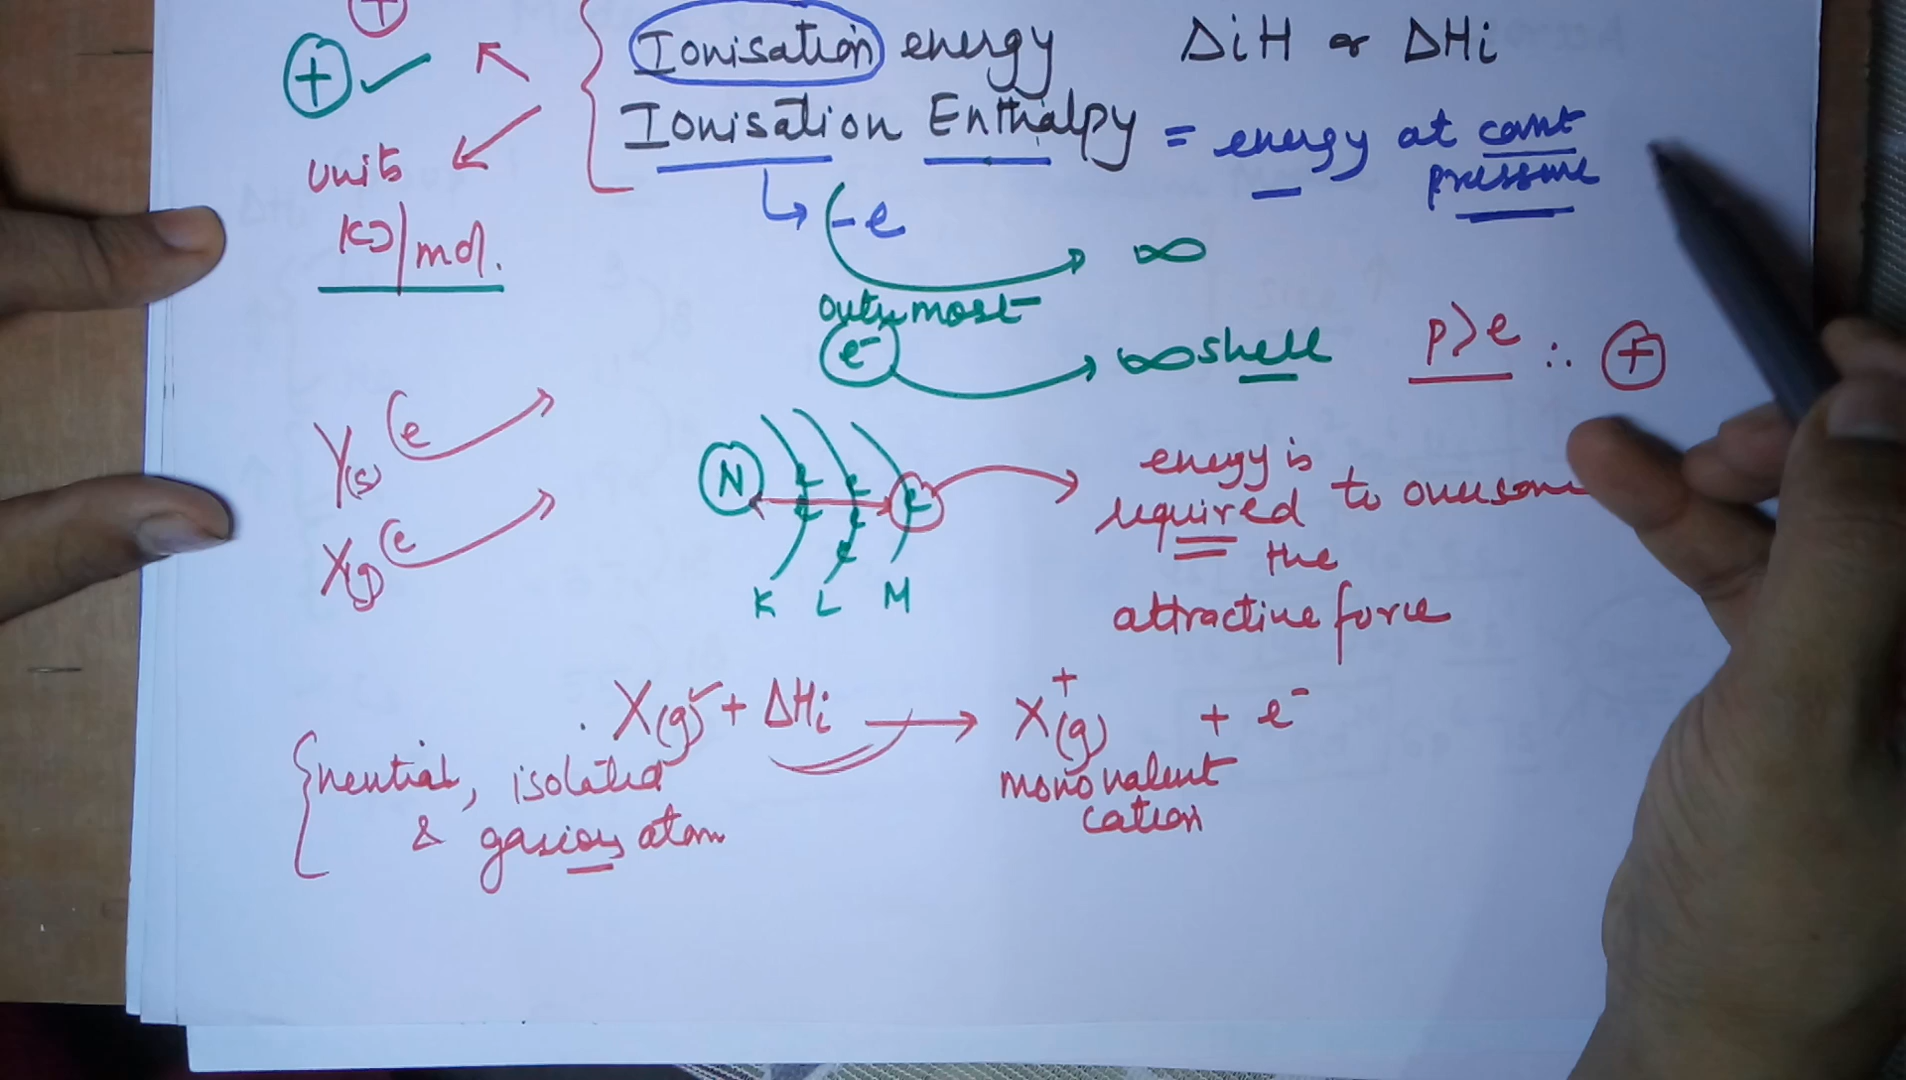 +
+ ✓
Ionisation energy ΔiH or ΔHi
Ionisation Enthalpy = energy at const
pressure
units
KJ/mol.
-e ∞
outermost
e⁻ ∞ shell p>e ∴ +
Y(s) e
X(g) e
N e
K L M
energy is
required to overcome
the
attractive force
X(g) + ΔHi → X⁺(g) + e⁻
{neutral, isolated
& gaseous atom
monovalent
cation